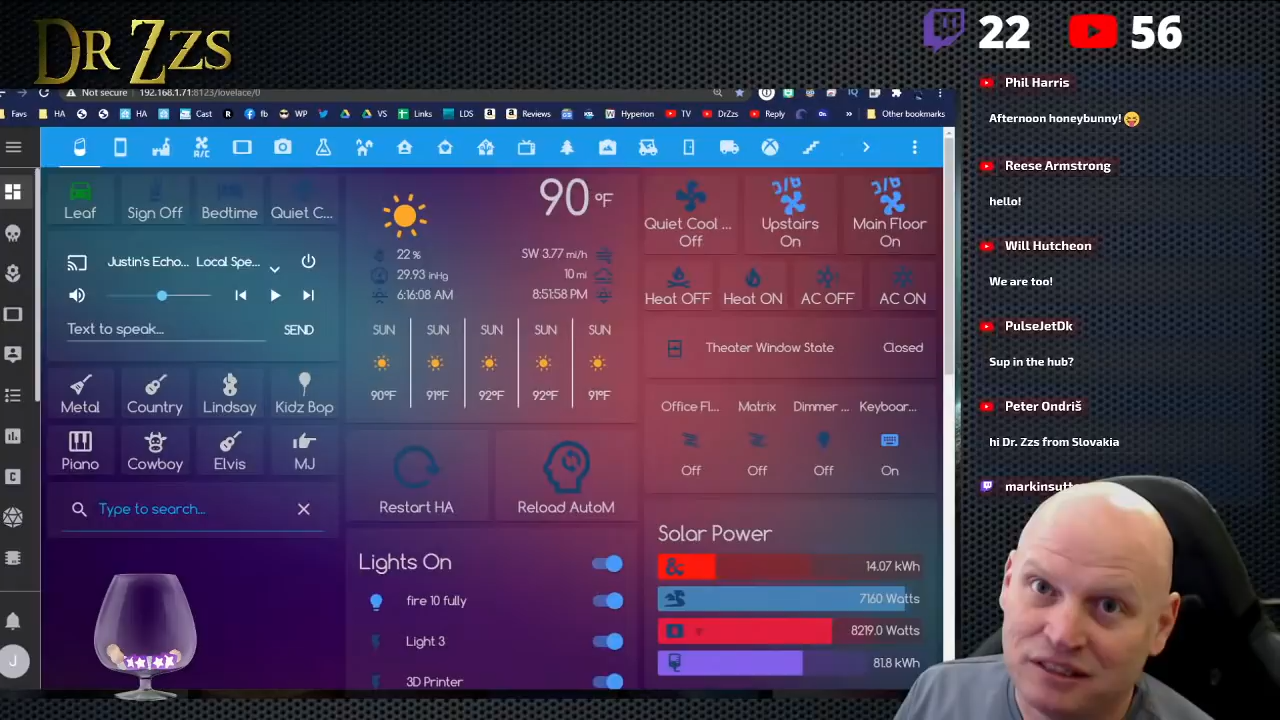 DR ZZS
22
56
Not secure 192.168.1.71:8123/lovelace/0
Favs HA HA Cast fb WP VS Links LDS Reviews Hyperion TV DrZzs Reply » Other bookmarks
A/C
Leaf Sign Off Bedtime Quiet C...
Justin's Echo... Local Spe...
Text to speak... SEND
Metal Country Lindsay Kidz Bop
Piano Cowboy Elvis MJ
Type to search...
90 °F
22 % SW 3.77 mi/h
29.93 inHg 10 mi
6:16:08 AM 8:51:58 PM
SUN SUN SUN SUN SUN
90°F 91°F 92°F 92°F 91°F
Restart HA Reload AutoM
Lights On
fire 10 fully
Light 3
3D Printer
Quiet Cool ... Upstairs Main Floor
Off On On
Heat OFF Heat ON AC OFF AC ON
Theater Window State Closed
Office Fl... Matrix Dimmer ... Keyboar...
Off Off Off On
Solar Power
14.07 kWh
7160 Watts
8219.0 Watts
81.8 kWh
J
Phil Harris
Afternoon honeybunny! 😝
Reese Armstrong
hello!
Will Hutcheon
We are too!
PulseJetDk
Sup in the hub?
Peter Ondriš
hi Dr. Zzs from Slovakia